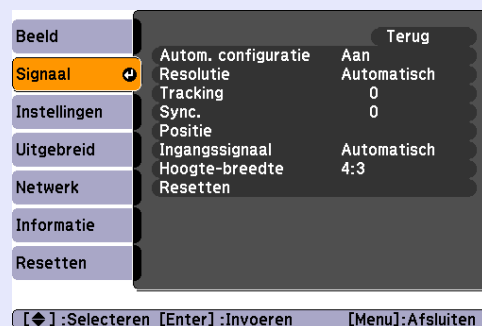 Beeld
Signaal
Instellingen
Uitgebreid
Netwerk
Informatie
Resetten
Terug
Autom. configuratie Aan
Resolutie Automatisch
Tracking 0
Sync. 0
Positie
Ingangssignaal Automatisch
Hoogte-breedte 4:3
Resetten
[◆] :Selecteren [Enter] :Invoeren [Menu]:Afsluiten